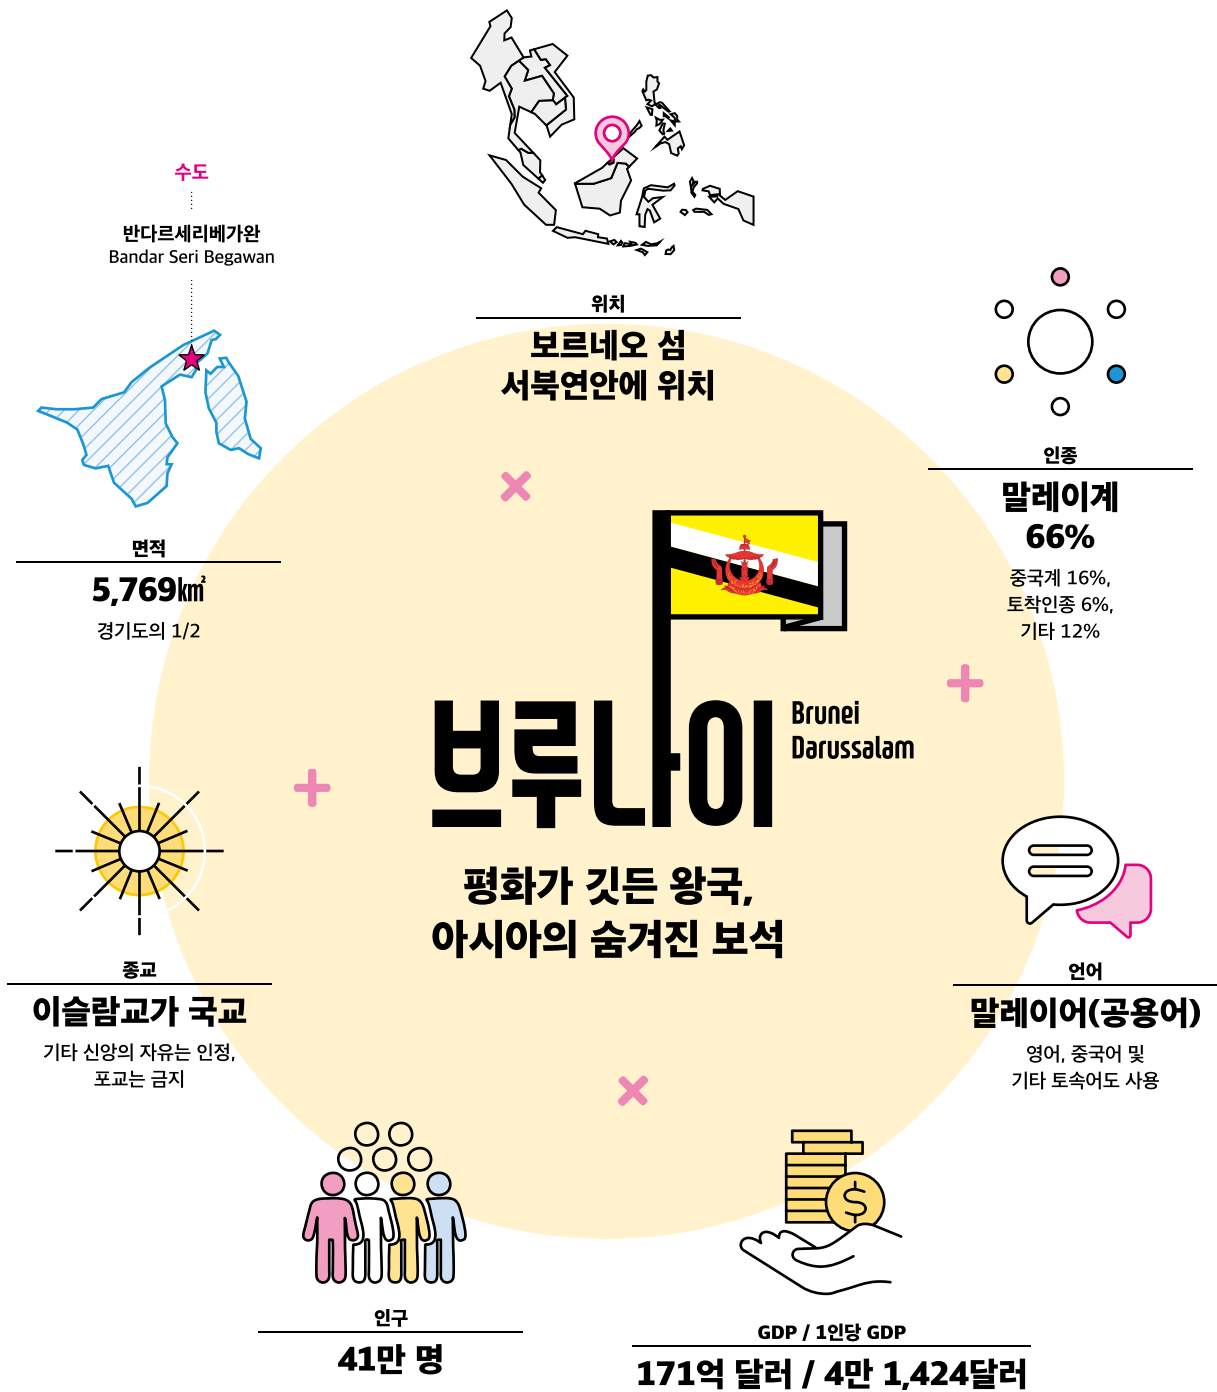 수도
반다르세리베가완
Bandar Seri Begawan
위치
보르네오 섬
서북연안에 위치
인종
말레이계
66%
중국계 16%,
토착인종 6%,
기타 12%
면적
5,769㎢
경기도의 1/2
브루나이
Brunei
Darussalam
평화가 깃든 왕국,
아시아의 숨겨진 보석
종교
이슬람교가 국교
기타 신앙의 자유는 인정,
포교는 금지
언어
말레이어(공용어)
영어, 중국어 및
기타 토속어도 사용
인구
41만 명
GDP / 1인당 GDP
171억 달러 / 4만 1,424달러